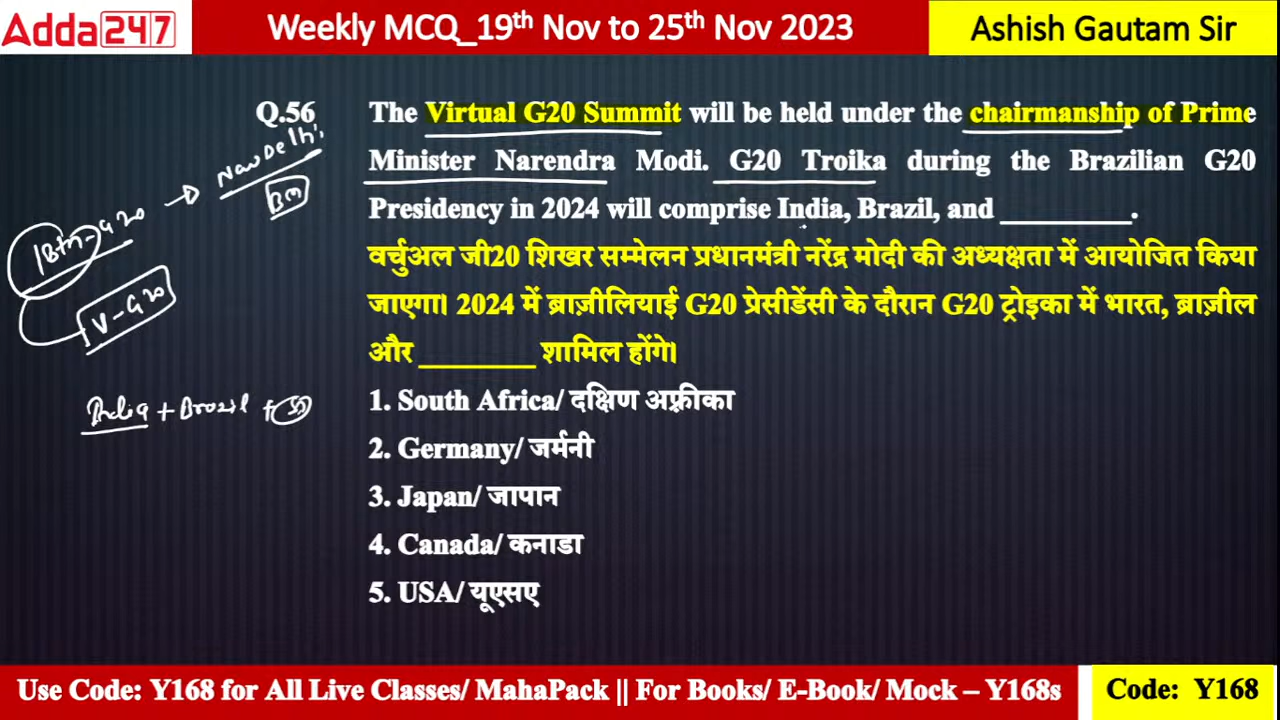 Adda247
Weekly MCQ_19th Nov to 25th Nov 2023
Ashish Gautam Sir
Q.56
The Virtual G20 Summit will be held under the chairmanship of Prime
Minister Narendra Modi. G20 Troika during the Brazilian G20
Presidency in 2024 will comprise India, Brazil, and _________.
वर्चुअल जी20 शिखर सम्मेलन प्रधानमंत्री नरेंद्र मोदी की अध्यक्षता में आयोजित किया
जाएगा। 2024 में ब्राज़ीलियाई G20 प्रेसीडेंसी के दौरान G20 ट्रोइका में भारत, ब्राज़ील
और ________ शामिल होंगे।
New Delhi
BM
18th-G20
V-G20
India + Brazil +
1. South Africa/ दक्षिण अफ़्रीका
2. Germany/ जर्मनी
3. Japan/ जापान
4. Canada/ कनाडा
5. USA/ यूएसए
Use Code: Y168 for All Live Classes/ MahaPack || For Books/ E-Book/ Mock – Y168s
Code: Y168